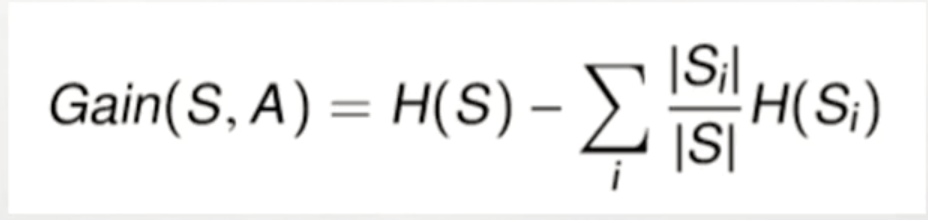 Gain(S, A) = H(S) − ∑_i |S_i|/|S| H(S_i)